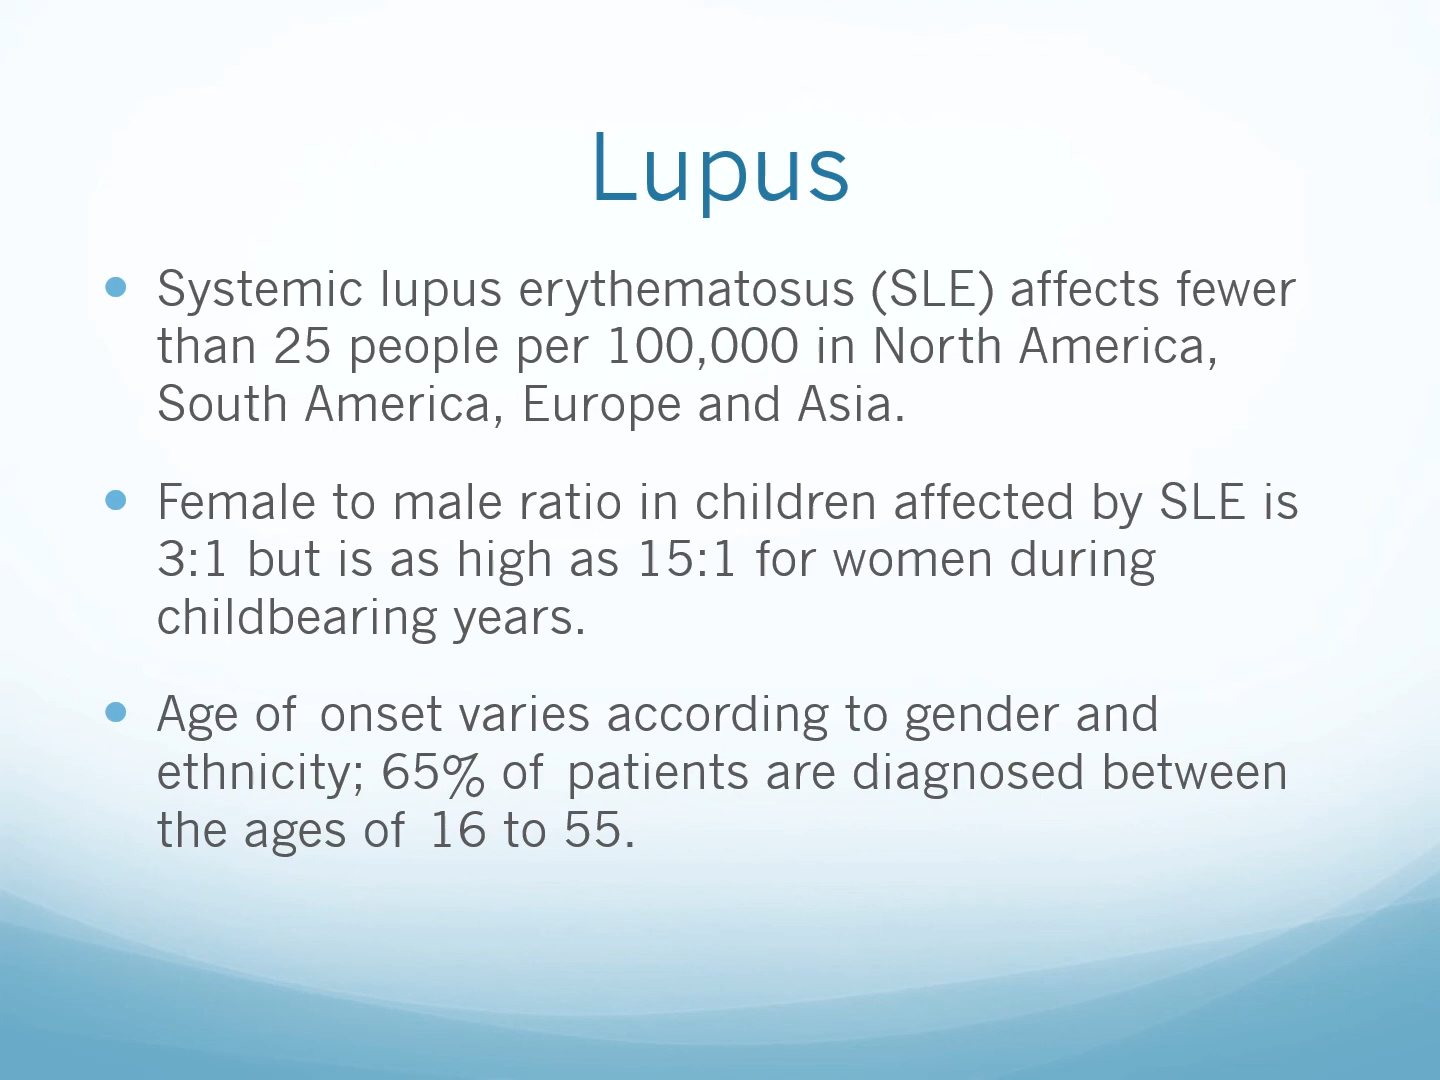 Lupus
Systemic lupus erythematosus (SLE) affects fewer
than 25 people per 100,000 in North America,
South America, Europe and Asia.
Female to male ratio in children affected by SLE is
3:1 but is as high as 15:1 for women during
childbearing years.
Age of onset varies according to gender and
ethnicity; 65% of patients are diagnosed between
the ages of 16 to 55.